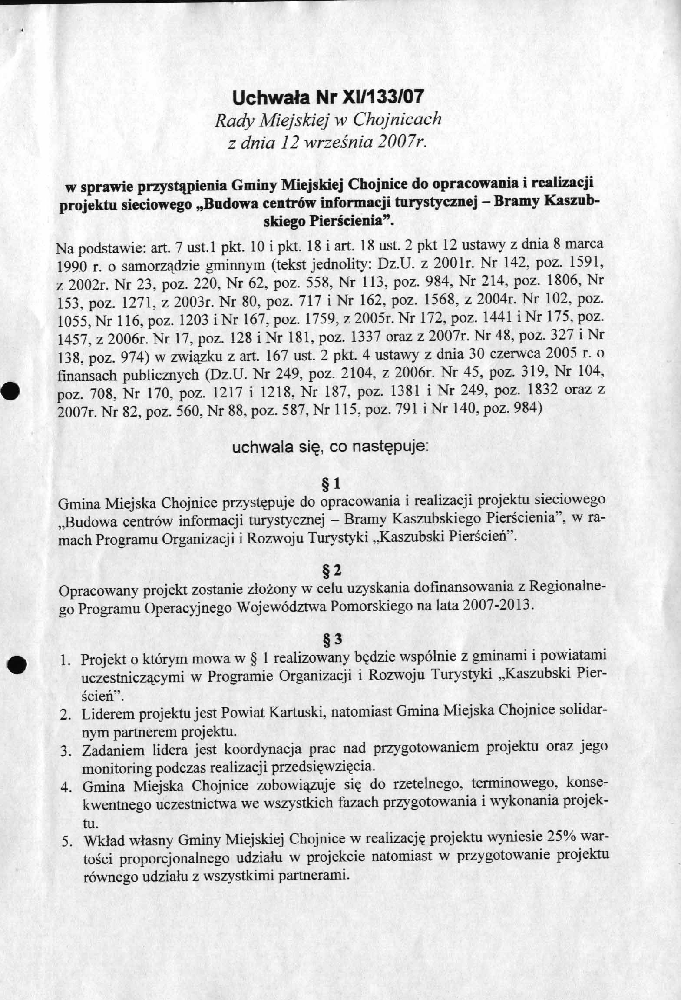 Uchwała Nr XI/133/07
Rady Miejskiej w Chojnicach
z dnia 12 września 2007r.
w sprawie przystąpienia Gminy Miejskiej Chojnice do opracowania i realizacji
projektu sieciowego „Budowa centrów informacji turystycznej – Bramy Kaszub-
skiego Pierścienia”.
Na podstawie: art. 7 ust.1 pkt. 10 i pkt. 18 i art. 18 ust. 2 pkt 12 ustawy z dnia 8 marca
1990 r. o samorządzie gminnym (tekst jednolity: Dz.U. z 2001r. Nr 142, poz. 1591,
z 2002r. Nr 23, poz. 220, Nr 62, poz. 558, Nr 113, poz. 984, Nr 214, poz. 1806, Nr
153, poz. 1271, z 2003r. Nr 80, poz. 717 i Nr 162, poz. 1568, z 2004r. Nr 102, poz.
1055, Nr 116, poz. 1203 i Nr 167, poz. 1759, z 2005r. Nr 172, poz. 1441 i Nr 175, poz.
1457, z 2006r. Nr 17, poz. 128 i Nr 181, poz. 1337 oraz z 2007r. Nr 48, poz. 327 i Nr
138, poz. 974) w związku z art. 167 ust. 2 pkt. 4 ustawy z dnia 30 czerwca 2005 r. o
finansach publicznych (Dz.U. Nr 249, poz. 2104, z 2006r. Nr 45, poz. 319, Nr 104,
poz. 708, Nr 170, poz. 1217 i 1218, Nr 187, poz. 1381 i Nr 249, poz. 1832 oraz z
2007r. Nr 82, poz. 560, Nr 88, poz. 587, Nr 115, poz. 791 i Nr 140, poz. 984)
uchwala się, co następuje:
§ 1
Gmina Miejska Chojnice przystępuje do opracowania i realizacji projektu sieciowego
„Budowa centrów informacji turystycznej – Bramy Kaszubskiego Pierścienia”, w ra-
mach Programu Organizacji i Rozwoju Turystyki „Kaszubski Pierścień”.
§ 2
Opracowany projekt zostanie złożony w celu uzyskania dofinansowania z Regionalne-
go Programu Operacyjnego Województwa Pomorskiego na lata 2007-2013.
§ 3
1. Projekt o którym mowa w § 1 realizowany będzie wspólnie z gminami i powiatami
uczestniczącymi w Programie Organizacji i Rozwoju Turystyki „Kaszubski Pier-
ścień”.
2. Liderem projektu jest Powiat Kartuski, natomiast Gmina Miejska Chojnice solidar-
nym partnerem projektu.
3. Zadaniem lidera jest koordynacja prac nad przygotowaniem projektu oraz jego
monitoring podczas realizacji przedsięwzięcia.
4. Gmina Miejska Chojnice zobowiązuje się do rzetelnego, terminowego, konse-
kwentnego uczestnictwa we wszystkich fazach przygotowania i wykonania projek-
tu.
5. Wkład własny Gminy Miejskiej Chojnice w realizację projektu wyniesie 25% war-
tości proporcjonalnego udziału w projekcie natomiast w przygotowanie projektu
równego udziału z wszystkimi partnerami.